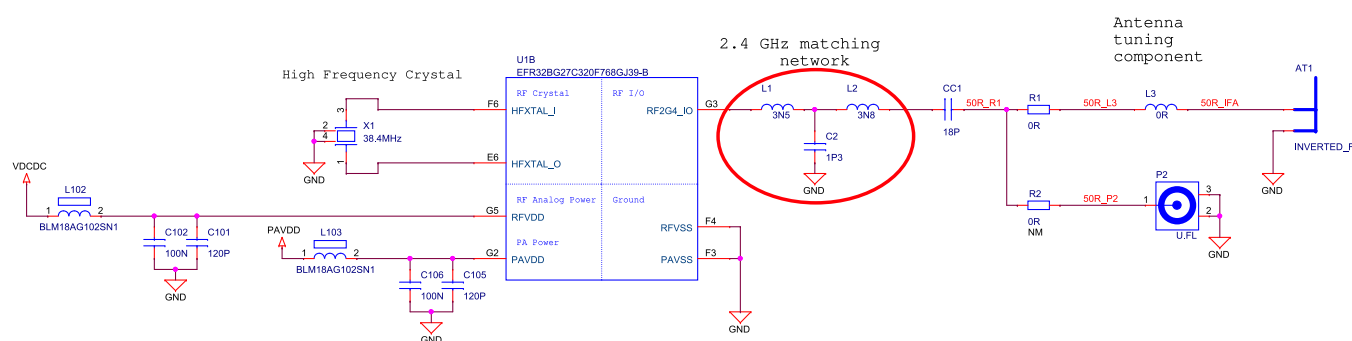 Antenna
tuning
component
2.4 GHz matching
network
High Frequency Crystal
U1B
EFR32BG27C320F768GJ39-B
RF Crystal
RF I/O
HFXTAL_I
HFXTAL_O
RF2G4_IO
RF Analog Power
Ground
RFVDD
RFVSS
PA Power
PAVDD
PAVSS
F6
E6
G5
G2
G3
F4
F3
3
2
4
1
X1
38.4MHz
GND
VDCDC
L102
1
2
BLM18AG102SN1
C102
100N
C101
120P
GND
PAVDD
L103
1
2
BLM18AG102SN1
C106
100N
C105
120P
GND
GND
L1
3N5
L2
3N8
C2
1P3
GND
CC1
18P
50R_R1
R1
0R
50R_L3
L3
0R
50R_IFA
AT1
INVERTED_F
GND
R2
0R
NM
50R_P2
P2
1
3
2
U.FL
GND